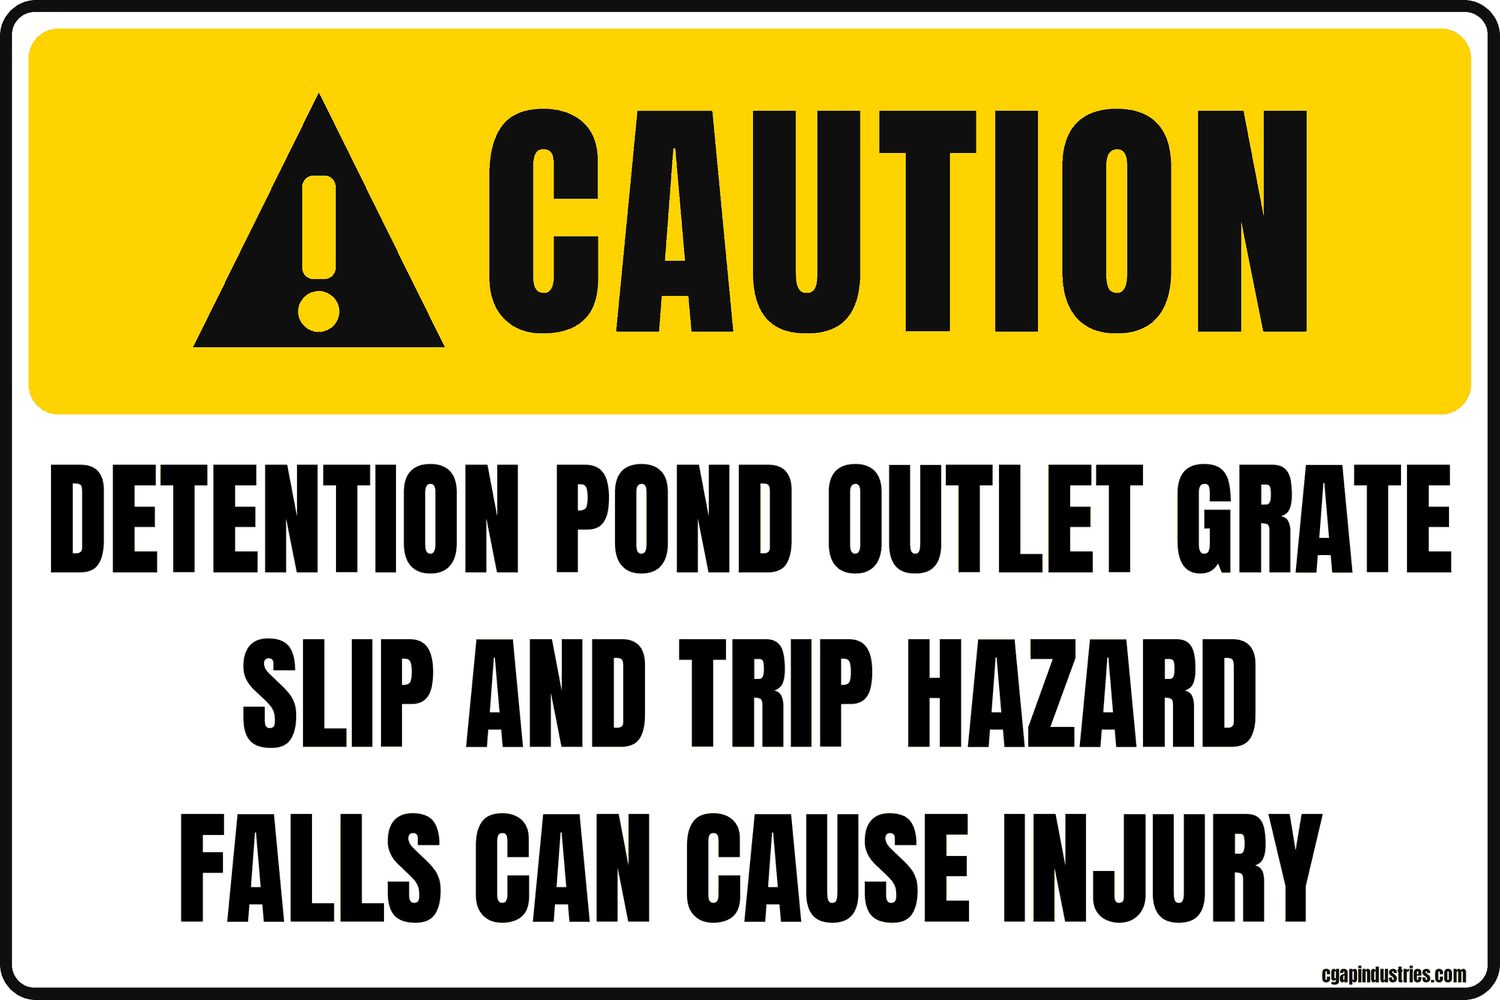 CAUTION
DETENTION POND OUTLET GRATE
SLIP AND TRIP HAZARD
FALLS CAN CAUSE INJURY
cgapindustries.com